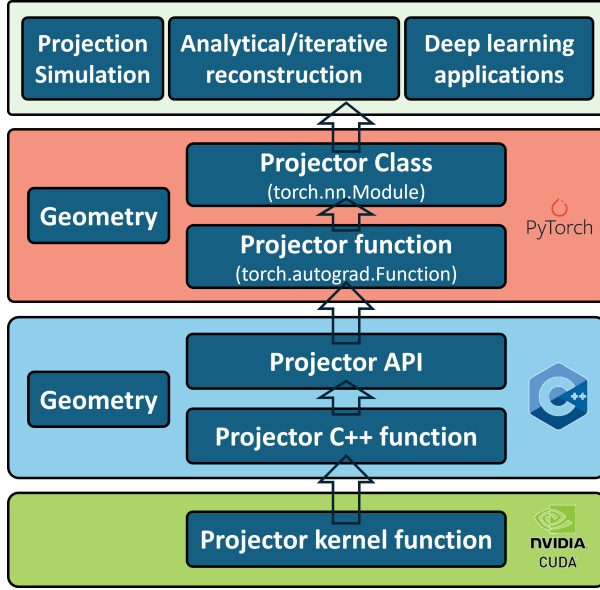 Projection
Simulation
Analytical/iterative
reconstruction
Deep learning
applications
Projector Class
(torch.nn.Module)
Geometry
Projector function
(torch.autograd.Function)
PyTorch
Projector API
Geometry
Projector C++ function
C++
Projector kernel function
NVIDIA.
CUDA